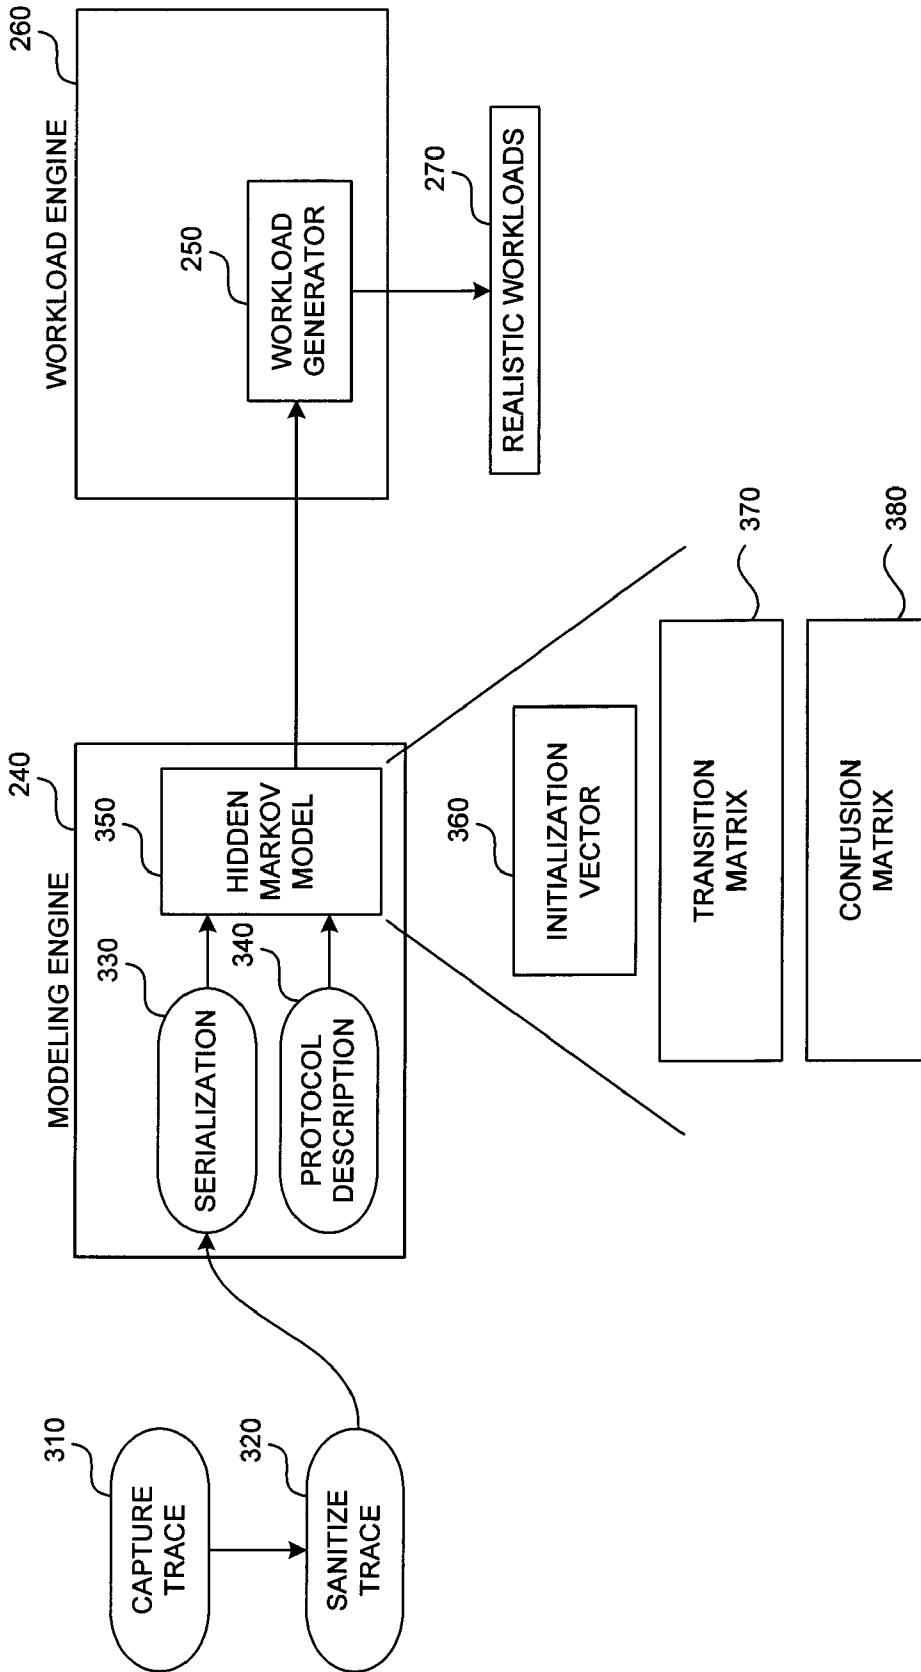 310
CAPTURE
TRACE
320
SANITIZE
TRACE
MODELING ENGINE
240
330
SERIALIZATION
340
PROTOCOL
DESCRIPTION
350
HIDDEN
MARKOV
MODEL
360
INITIALIZATION
VECTOR
TRANSITION
MATRIX
370
CONFUSION
MATRIX
380
WORKLOAD ENGINE
260
250
WORKLOAD
GENERATOR
270
REALISTIC WORKLOADS